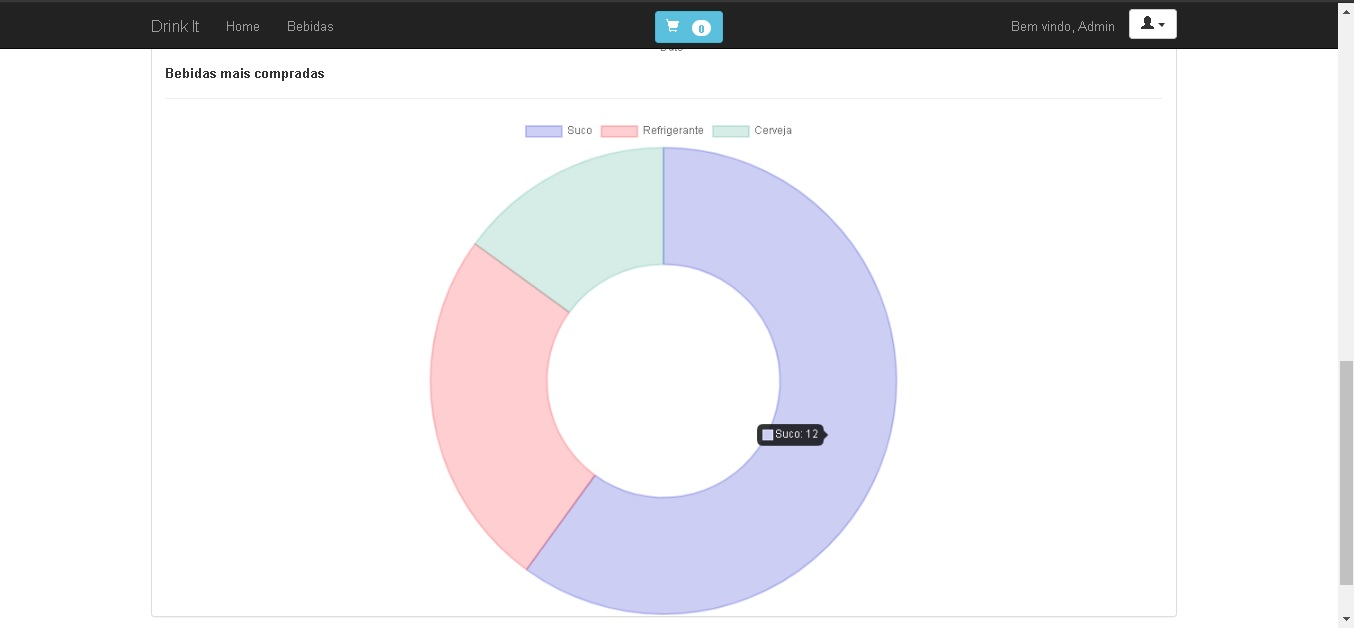 Drink It Home Bebidas 0 Bem vindo, Admin
Bebidas mais compradas
Suco Refrigerante Cerveja
Suco: 12